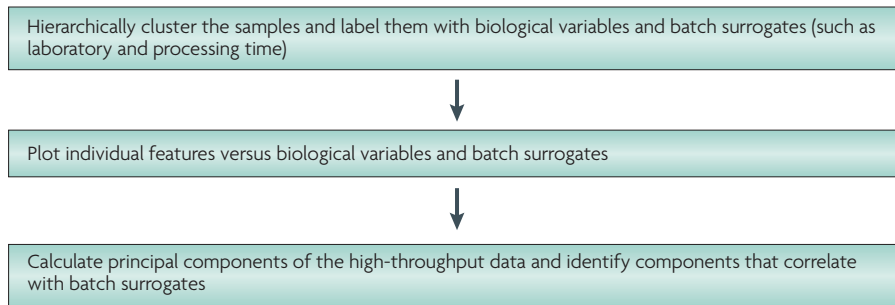 Hierarchically cluster the samples and label them with biological variables and batch surrogates (such as
laboratory and processing time)
Plot individual features versus biological variables and batch surrogates
Calculate principal components of the high-throughput data and identify components that correlate
with batch surrogates